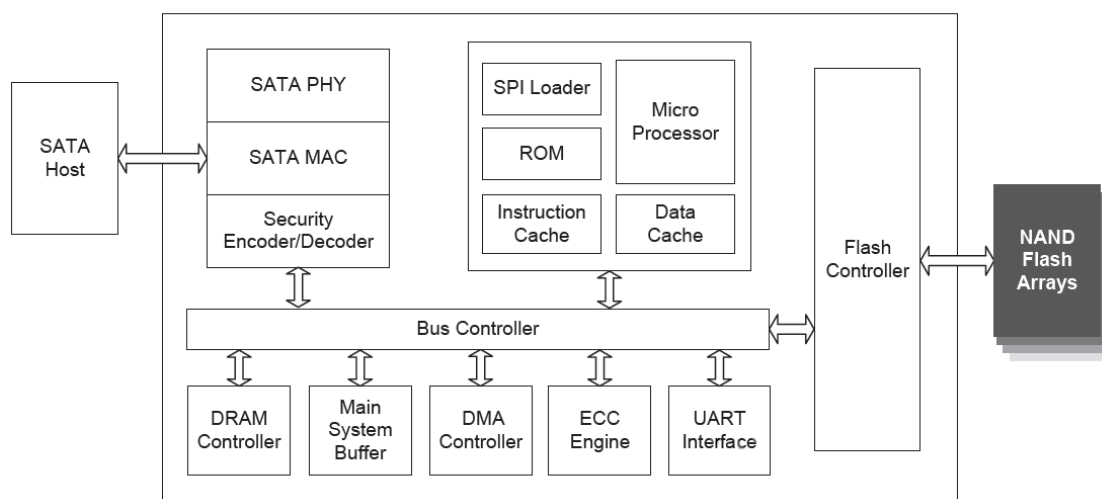 SATA
Host
SATA PHY
SATA MAC
Security
Encoder/Decoder
SPI Loader
ROM
Instruction
Cache
Micro
Processor
Data
Cache
Flash
Controller
NAND
Flash
Arrays
Bus Controller
DRAM
Controller
Main
System
Buffer
DMA
Controller
ECC
Engine
UART
Interface